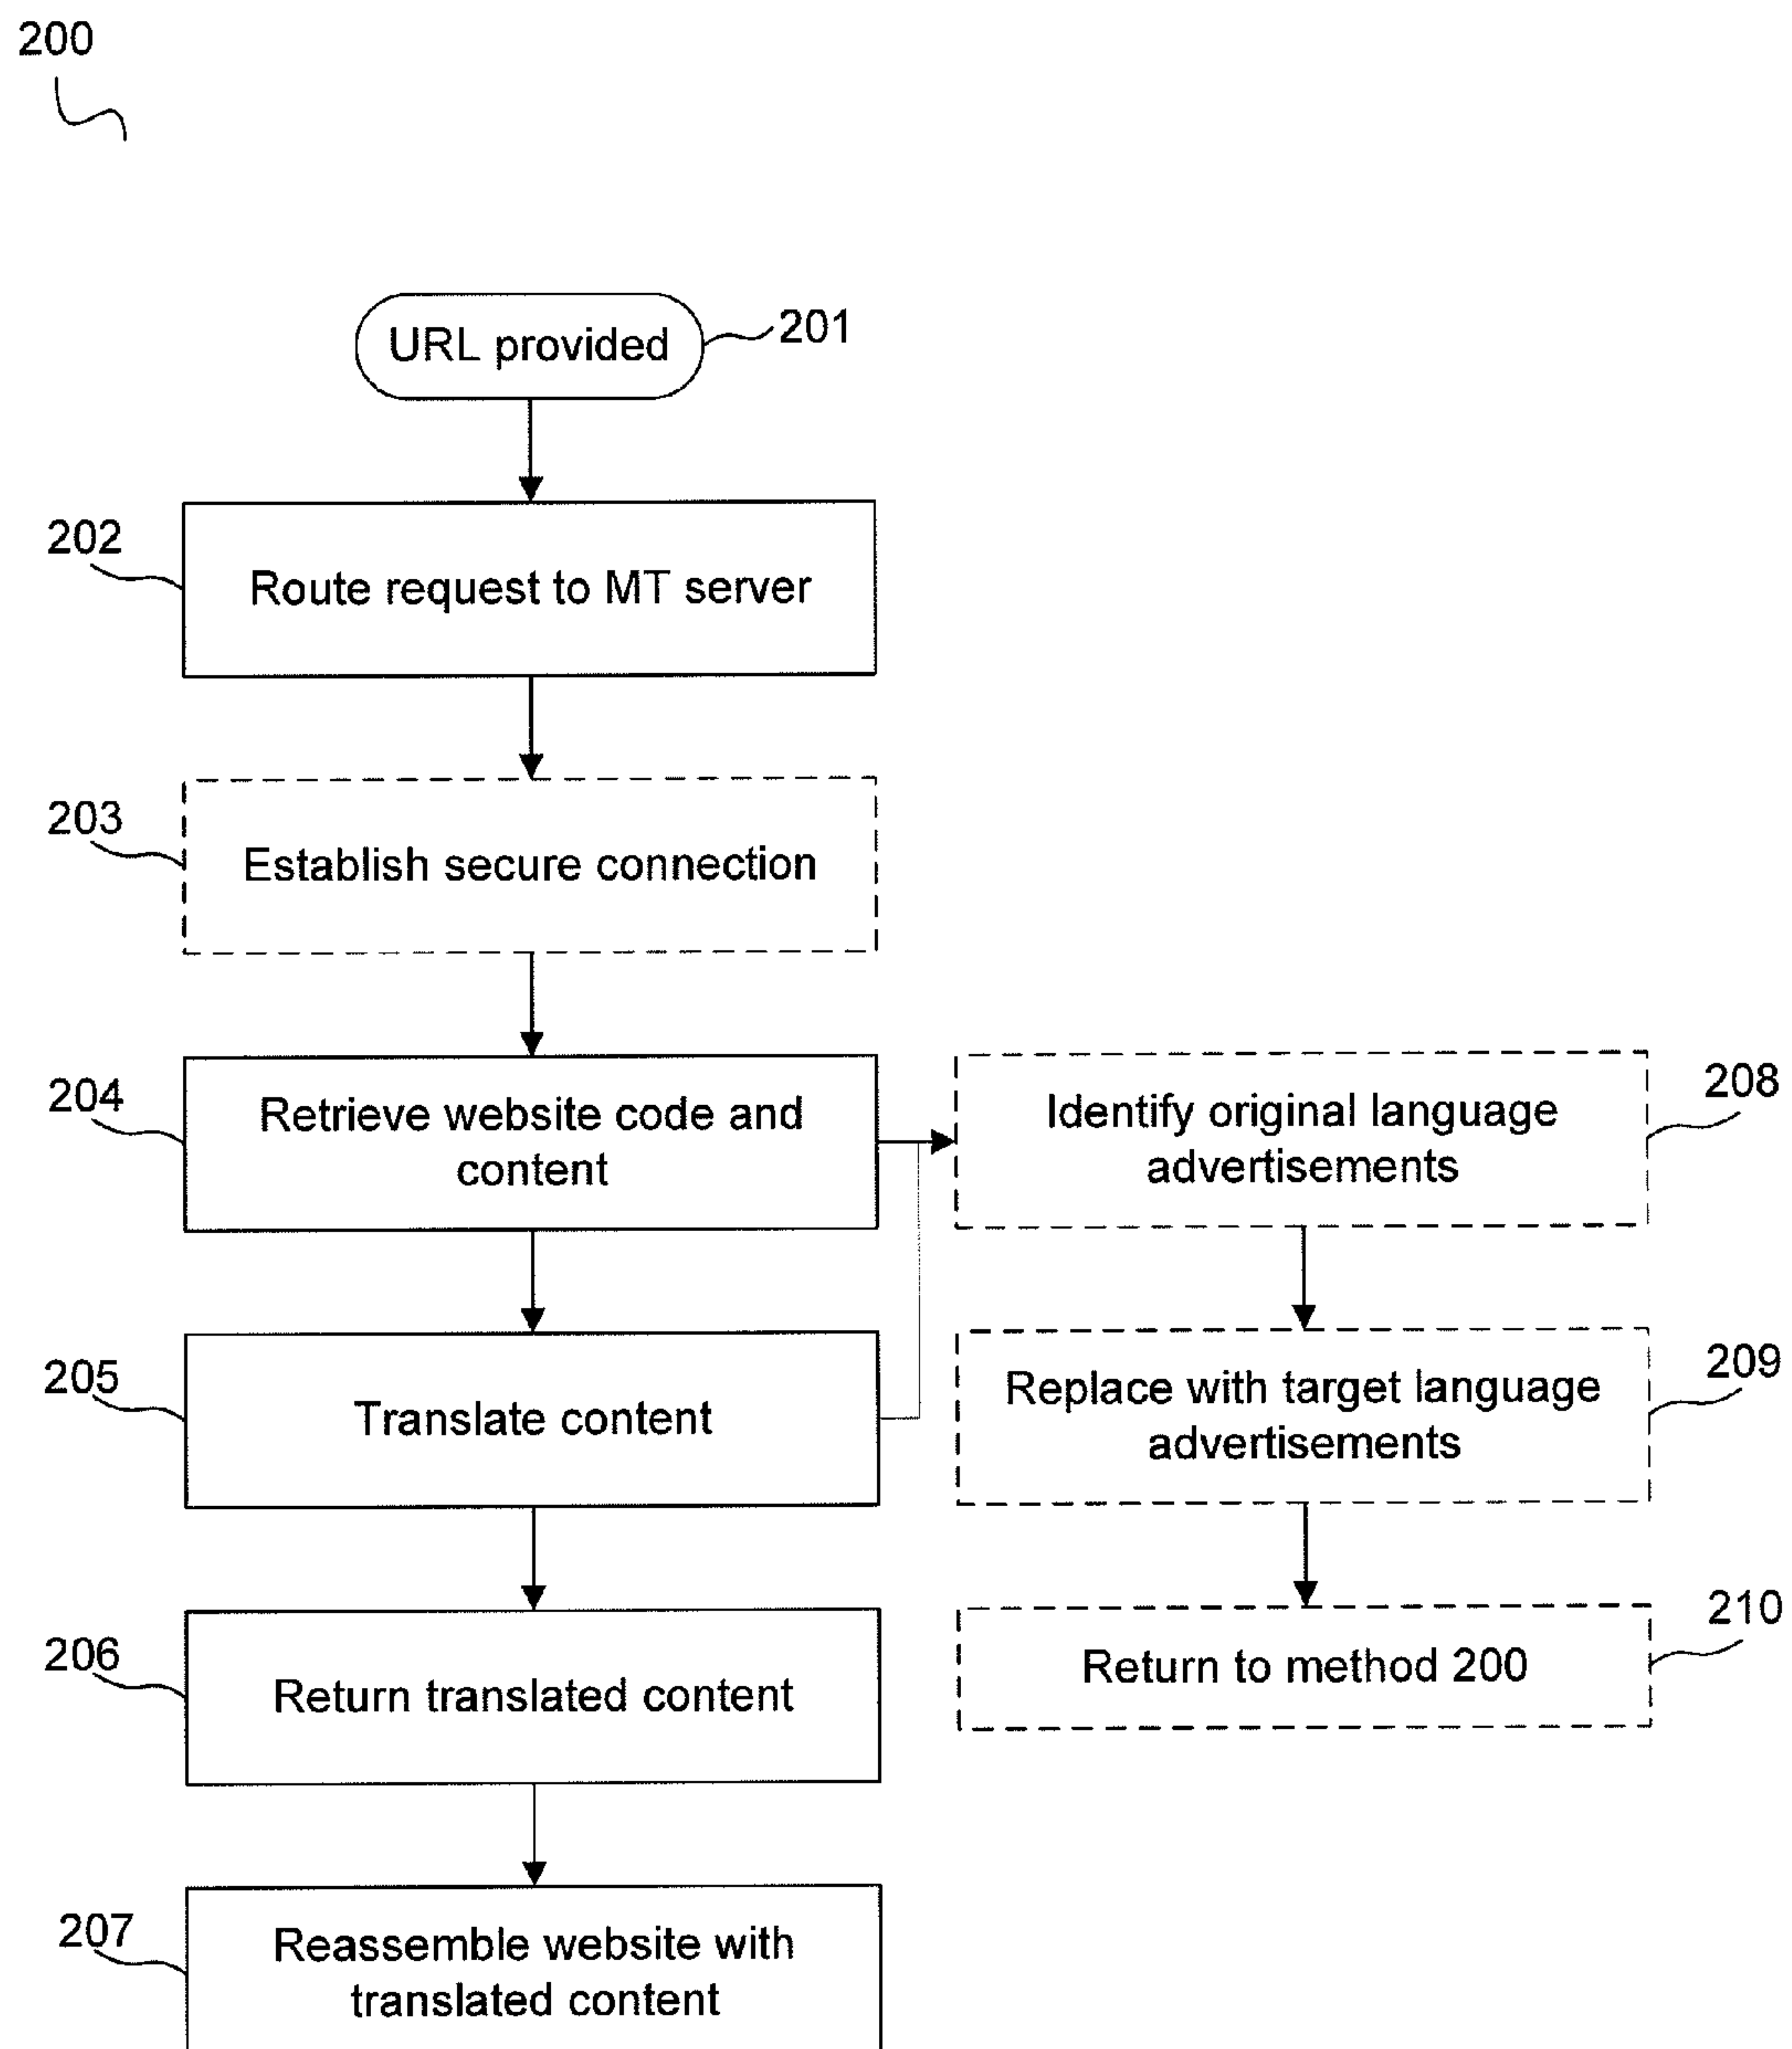 200
URL provided
201
202
Route request to MT server
203
Establish secure connection
204
Retrieve website code and
content
208
Identify original language
advertisements
205
Translate content
209
Replace with target language
advertisements
206
Return translated content
210
Return to method 200
207
Reassemble website with
translated content